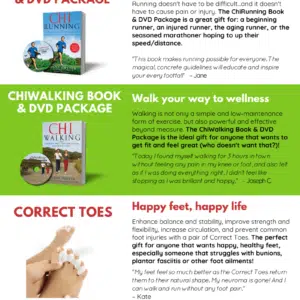 & DVD PACKAGE
Running doesn't have to be difficult...and it doesn't
have to cause pain or injury. The ChiRunning Book
& DVD Package is a great gift for: a beginning
runner, an injured runner, the aging runner, or this
seasoned marathoner hoping to up their
speed/distance.
"This book makes running possible for everyone. The
magical, concrete guidelines will educate and inspire
your every footfall" ~ Jane
CHI
RUNNING
CHIWALKING BOOK
& DVD PACKAGE
Walk your way to wellness
Walking is not only a simple and low-maintenance
form of exercise, but also powerful and effective
beyond measure. The ChiWalking Book & DVD
Package is the ideal gift for anyone that wants to
get fit and feel great (who doesn't want that?)!
"Today I found myself walking for 3 hours in town
without feeling any pain in my knee or foot, and also felt
as if I was doing everything right. I didn't feel like
stopping as I was brilliant and happy." ~ Joseph C.
CHI
WALKING
CORRECT TOES
Happy feet, happy life
Enhance balance and stability, improve strength and
flexibility, increase circulation, and prevent common
foot injuries with a pair of Correct Toes. The perfect
gift for anyone that wants happy, healthy feet,
especially someone that struggles with bunions,
plantar fasciitis or other foot ailments!
"My feet feel so much better as the Correct Toes return
them to their natural shape. My neuroma is gone! And I
can walk and run without any foot pain."
~ Kate